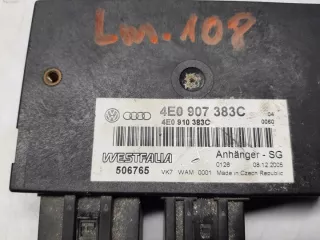 Lm.108
4E0 907 383C
4E0 910 383C
04
0060
WESTFALIA
Anhänger - SG
506765
0128 08.12.2005
VK7 WAM 0001 Made in Czech Republic